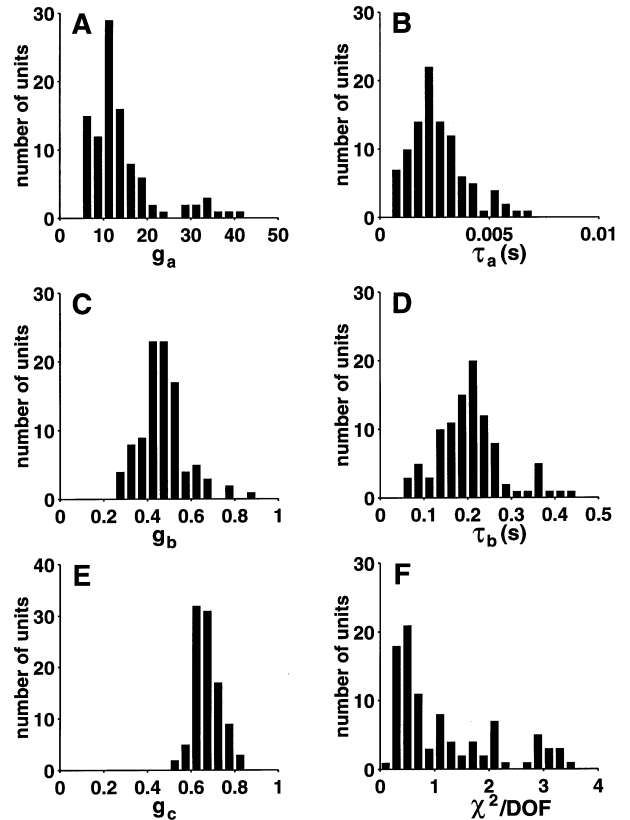 A
number of units
30
20
10
0
0 10 20 30 40 50
g_a
B
number of units
30
20
10
0
0 0.005 0.01
τ_a (s)
C
number of units
30
20
10
0
0 0.2 0.4 0.6 0.8 1
g_b
D
number of units
30
20
10
0
0 0.1 0.2 0.3 0.4 0.5
τ_b (s)
E
number of units
40
30
20
10
0
0 0.2 0.4 0.6 0.8 1
g_c
F
number of units
30
20
10
0
0 1 2 3 4
χ²/DOF